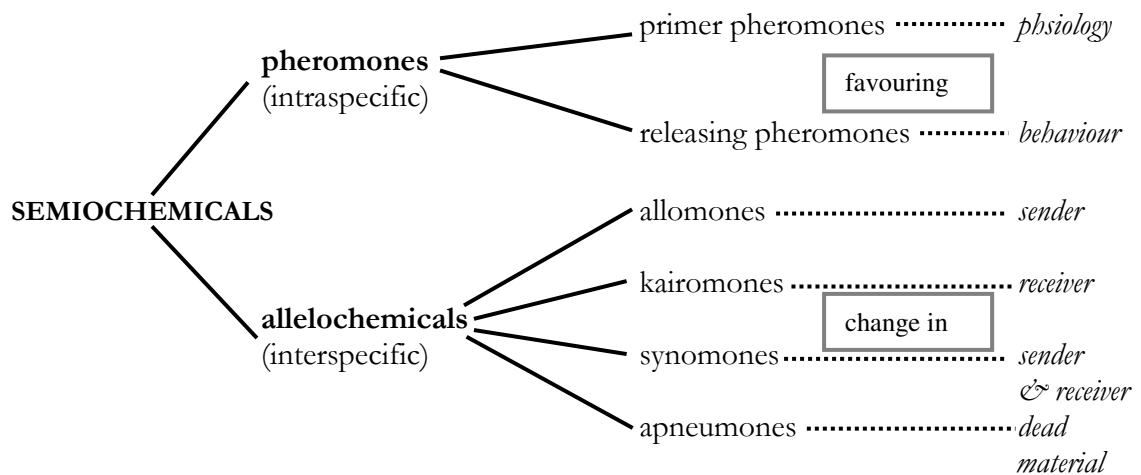 primer pheromones phsiology
pheromones
(intraspecific)
favouring
releasing pheromones behaviour
SEMIOCHEMICALS
allomones sender
kairomones receiver
allelochemicals
(interspecific)
change in
synomones sender
& receiver
apneumones dead
material